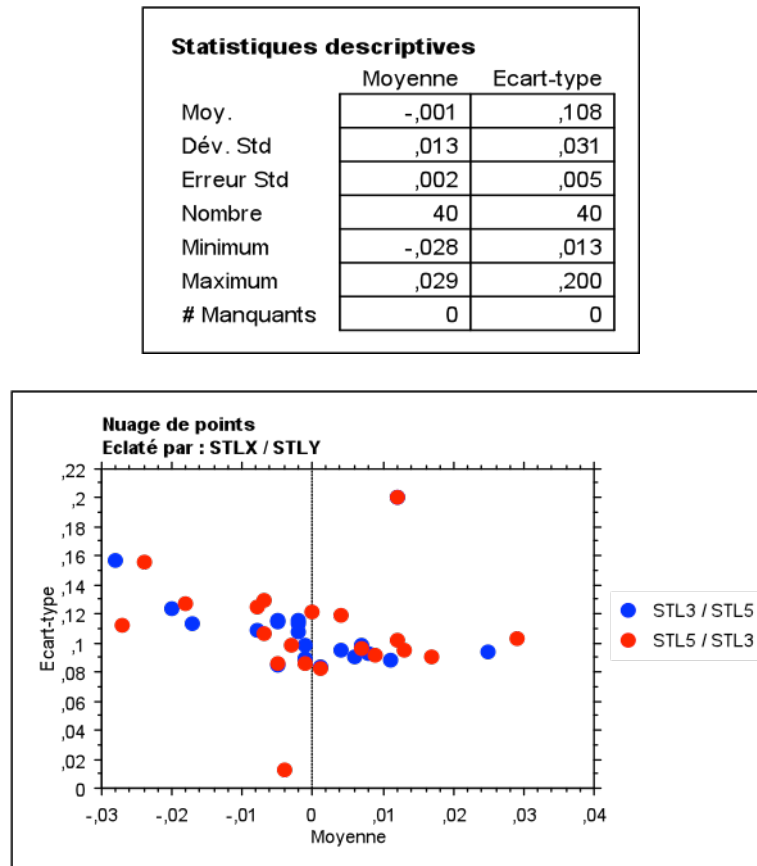 Statistiques descriptives
Moyenne Ecart-type
Moy. -,001 ,108
Dév. Std ,013 ,031
Erreur Std ,002 ,005
Nombre 40 40
Minimum -,028 ,013
Maximum ,029 ,200
# Manquants 0 0
Nuage de points
Eclaté par : STLX / STLY
,22
,2
,18
,16
,14
,12
,1
,08
,06
,04
,02
0
Ecart-type
-,03 -,02 -,01 0 ,01 ,02 ,03 ,04
Moyenne
STL3 / STL5
STL5 / STL3